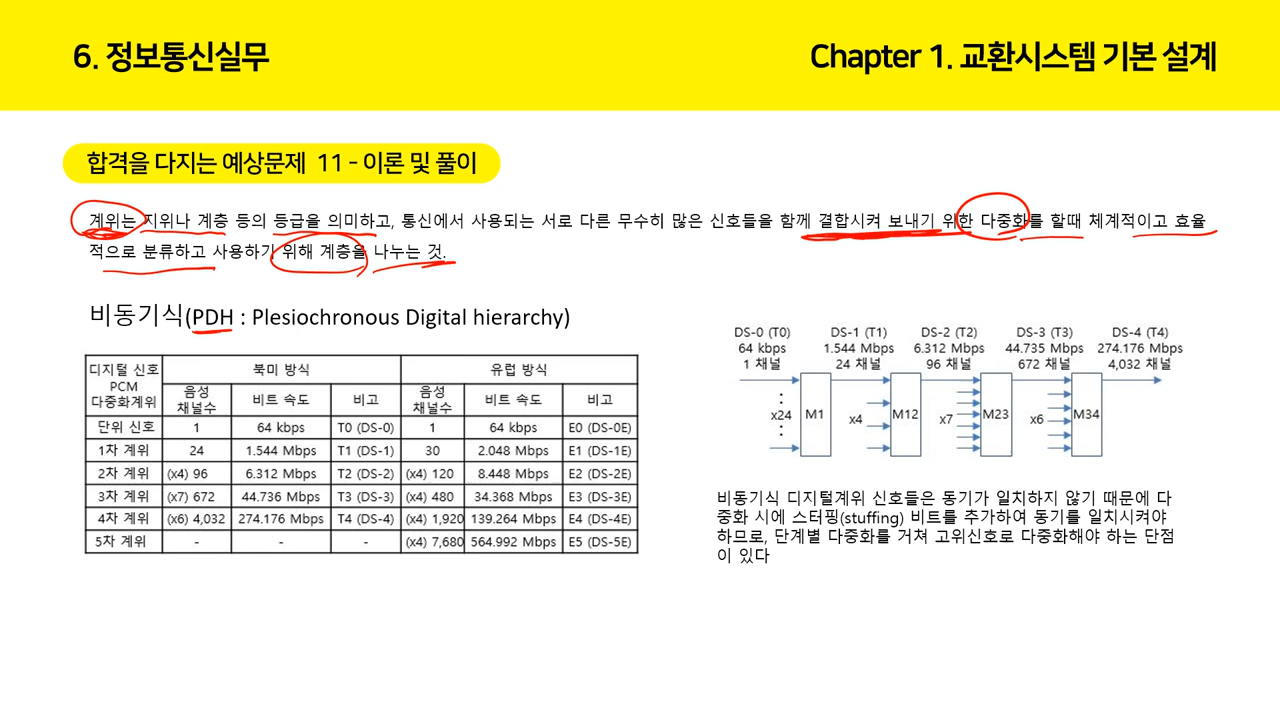 6. 정보통신실무
Chapter 1. 교환시스템 기본 설계
합격을 다지는 예상문제 11 - 이론 및 풀이
계위는 지위나 계층 등의 등급을 의미하고, 통신에서 사용되는 서로 다른 무수히 많은 신호들을 함께 결합시켜 보내기 위한 다중화를 할때 체계적이고 효율
적으로 분류하고 사용하기 위해 계층을 나누는 것.
비동기식(PDH : Plesiochronous Digital hierarchy)
디지털 신호 PCM 다중화계위 북미 방식 유럽 방식
음성 채널수 비트 속도 비고 음성 채널수 비트 속도 비고
단위 신호 1 64 kbps T0 (DS-0) 1 64 kbps E0 (DS-0E)
1차 계위 24 1.544 Mbps T1 (DS-1) 30 2.048 Mbps E1 (DS-1E)
2차 계위 (x4) 96 6.312 Mbps T2 (DS-2) (x4) 120 8.448 Mbps E2 (DS-2E)
3차 계위 (x7) 672 44.736 Mbps T3 (DS-3) (x4) 480 34.368 Mbps E3 (DS-3E)
4차 계위 (x6) 4,032 274.176 Mbps T4 (DS-4) (x4) 1,920 139.264 Mbps E4 (DS-4E)
5차 계위 - - - (x4) 7,680 564.992 Mbps E5 (DS-5E)
DS-0 (T0) DS-1 (T1) DS-2 (T2) DS-3 (T3) DS-4 (T4)
64 kbps 1.544 Mbps 6.312 Mbps 44.735 Mbps 274.176 Mbps
1 채널 24 채널 96 채널 672 채널 4,032 채널
x24 M1 x4 M12 x7 M23 x6 M34
비동기식 디지털계위 신호들은 동기가 일치하지 않기 때문에 다
중화 시에 스터핑(stuffing) 비트를 추가하여 동기를 일치시켜야
하므로, 단계별 다중화를 거쳐 고위신호로 다중화해야 하는 단점
이 있다